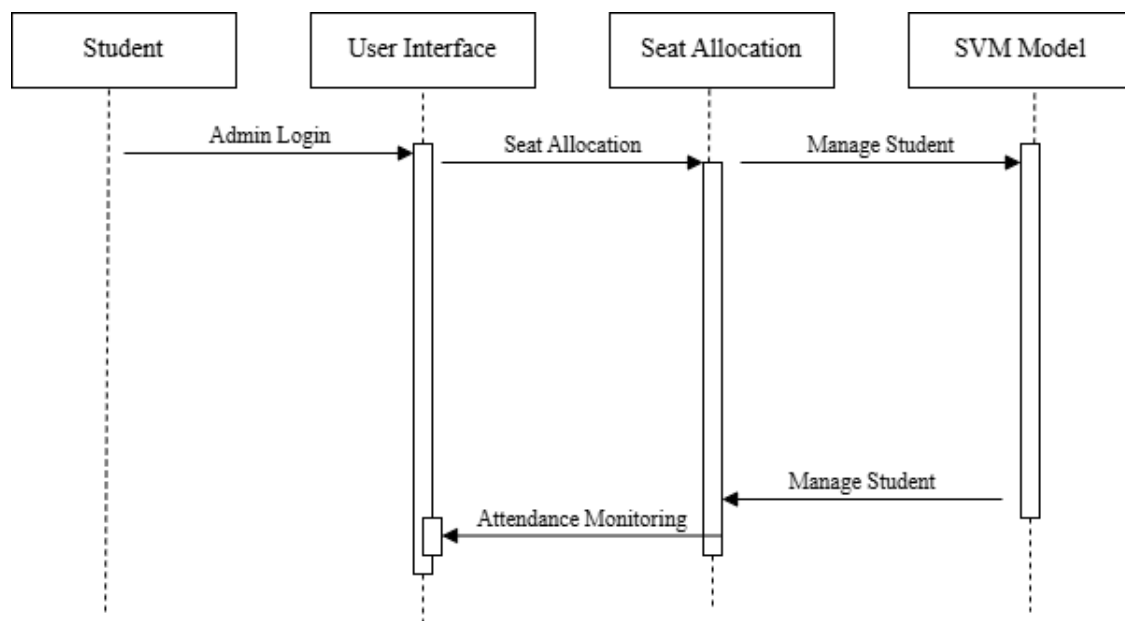 Student
User Interface
Seat Allocation
SVM Model
Admin Login
Seat Allocation
Manage Student
Manage Student
Attendance Monitoring